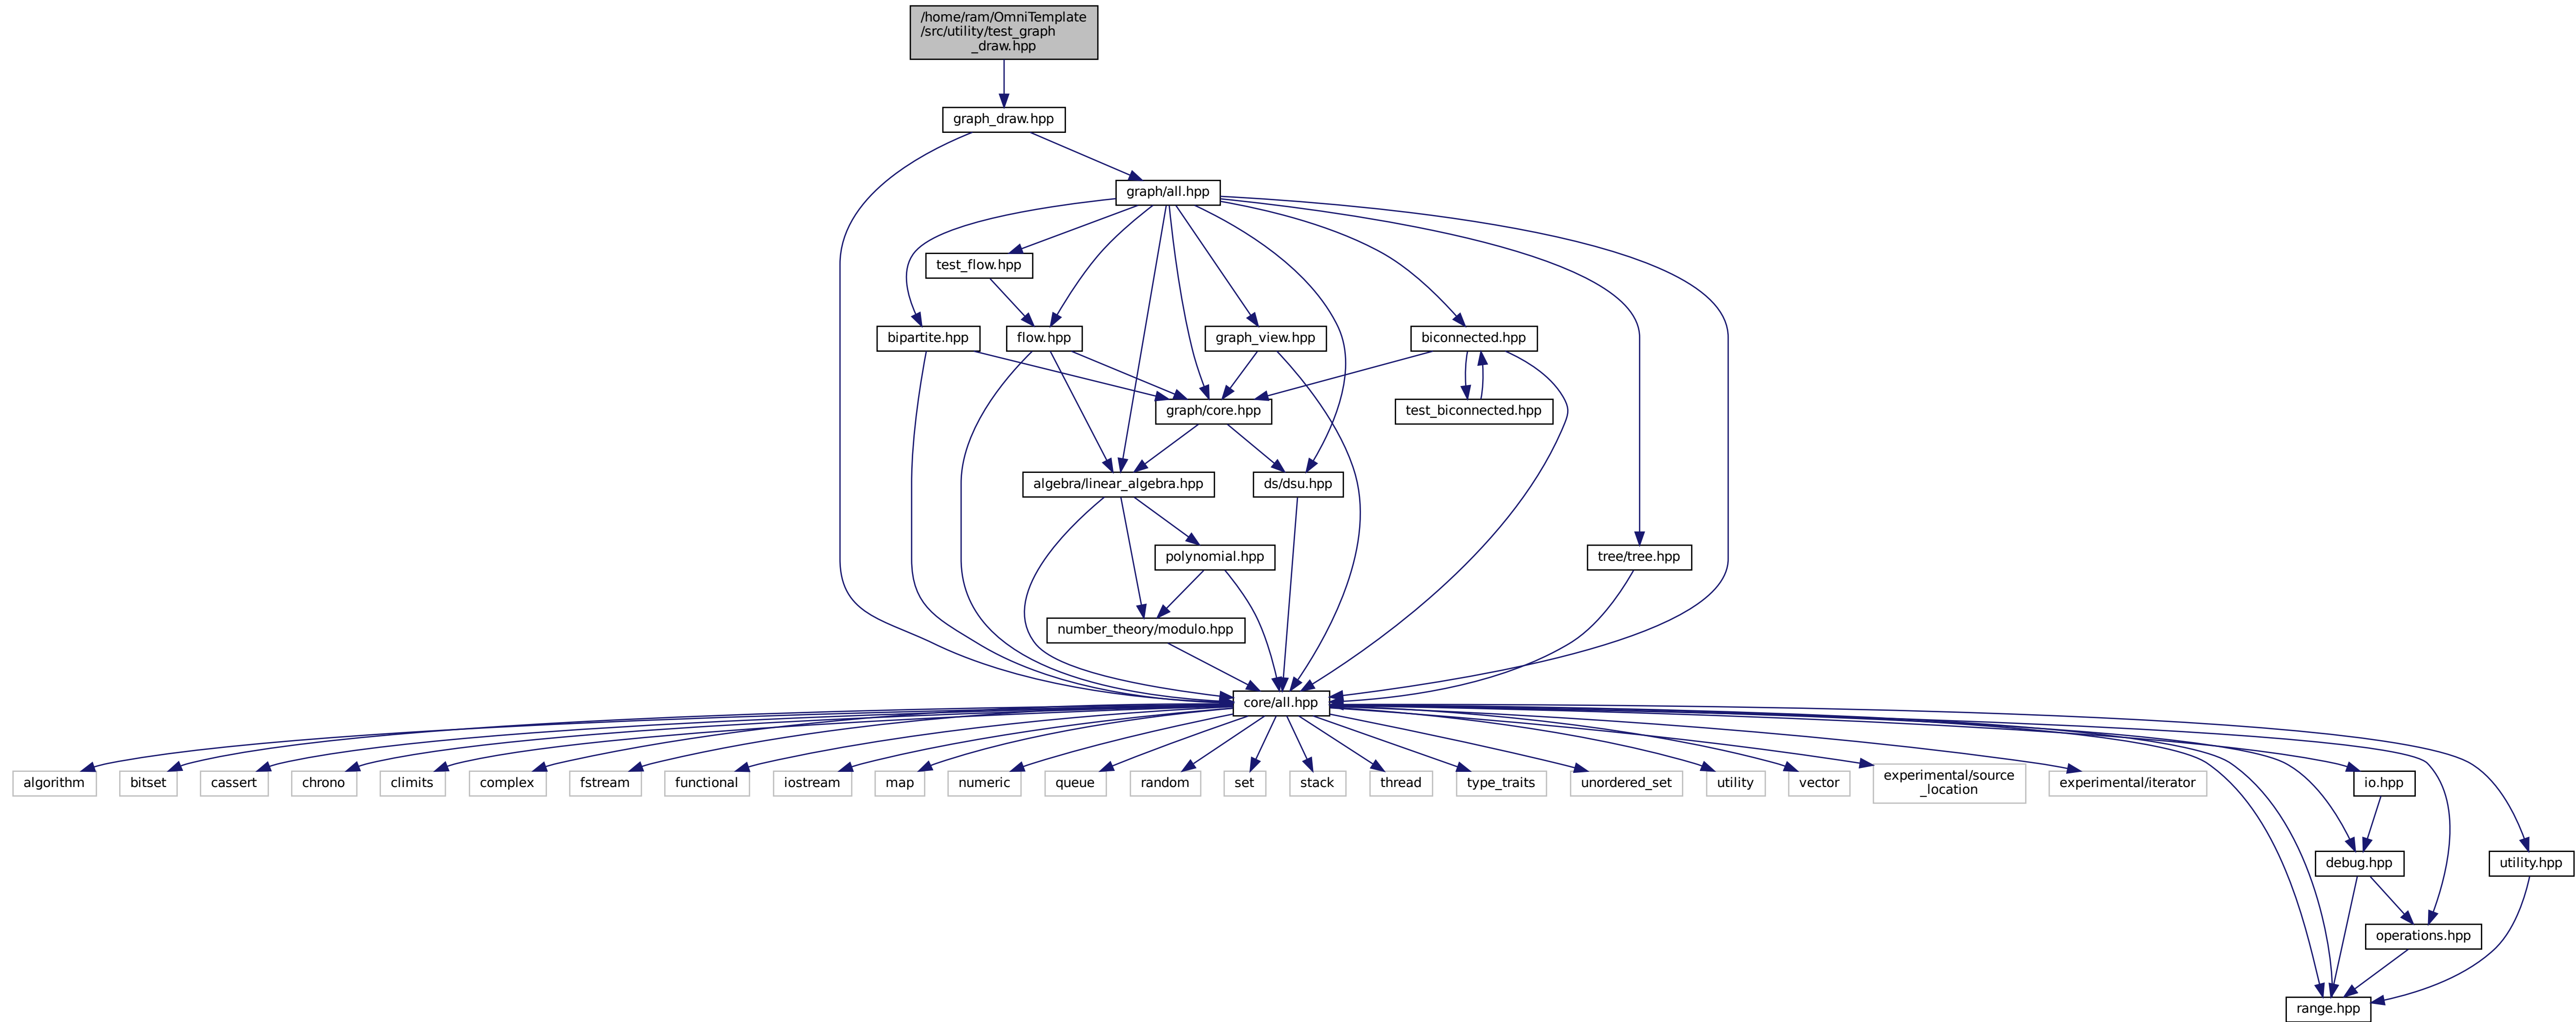 /home/ram/OmniTemplate
/src/utility/test_graph
_draw.hpp
graph_draw.hpp
graph/all.hpp
test_flow.hpp
bipartite.hpp
flow.hpp
graph_view.hpp
biconnected.hpp
graph/core.hpp
test_biconnected.hpp
algebra/linear_algebra.hpp
ds/dsu.hpp
polynomial.hpp
tree/tree.hpp
number_theory/modulo.hpp
core/all.hpp
algorithm
bitset
cassert
chrono
climits
complex
fstream
functional
iostream
map
numeric
queue
random
set
stack
thread
type_traits
unordered_set
utility
vector
experimental/source
_location
experimental/iterator
io.hpp
debug.hpp
utility.hpp
operations.hpp
range.hpp